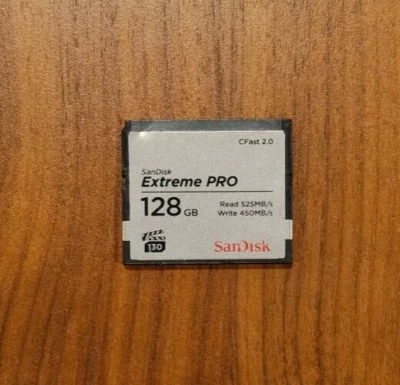 CFast 2.0
SanDisk
Extreme PRO
128 GB
Read 525MB/s
Write 450MB/s
130
SanDisk